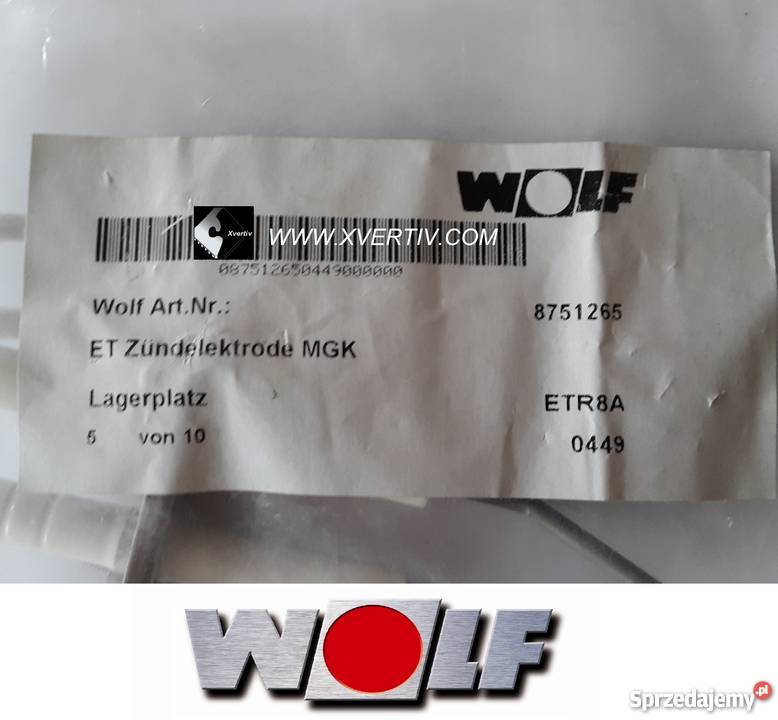 WOLF
Xvertiv
WWW.XVERTIV.COM
087512650449000000
Wolf Art.Nr.: 8751265
ET Zündelektrode MGK
Lagerplatz ETR8A
5 von 10 0449
WOLF
Sprzedajemy.pl